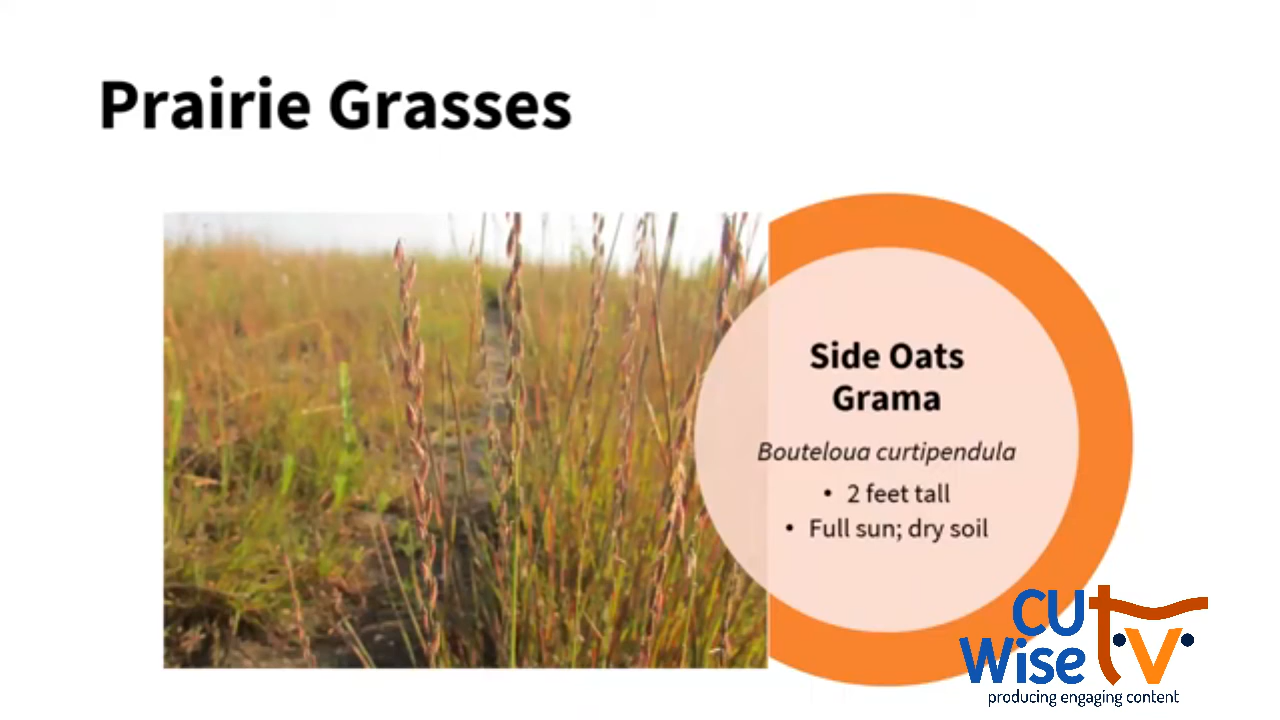 Prairie Grasses
Side Oats
Grama
Bouteloua curtipendula
• 2 feet tall
• Full sun; dry soil
CU
Wise tv
producing engaging content